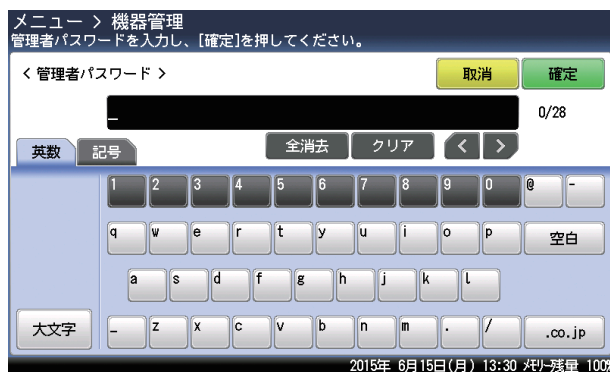 メニュー > 機器管理
管理者パスワードを入力し、[確定]を押してください。
< 管理者パスワード >
取消
確定
_
0/28
英数
記号
全消去
クリア
<
>
1 2 3 4 5 6 7 8 9 0 @ -
q w e r t y u i o p 空白
a s d f g h j k l
大文字 _ z x c v b n m . / .co.jp
2015年 6月15日(月) 13:30 メモリー残量 100%